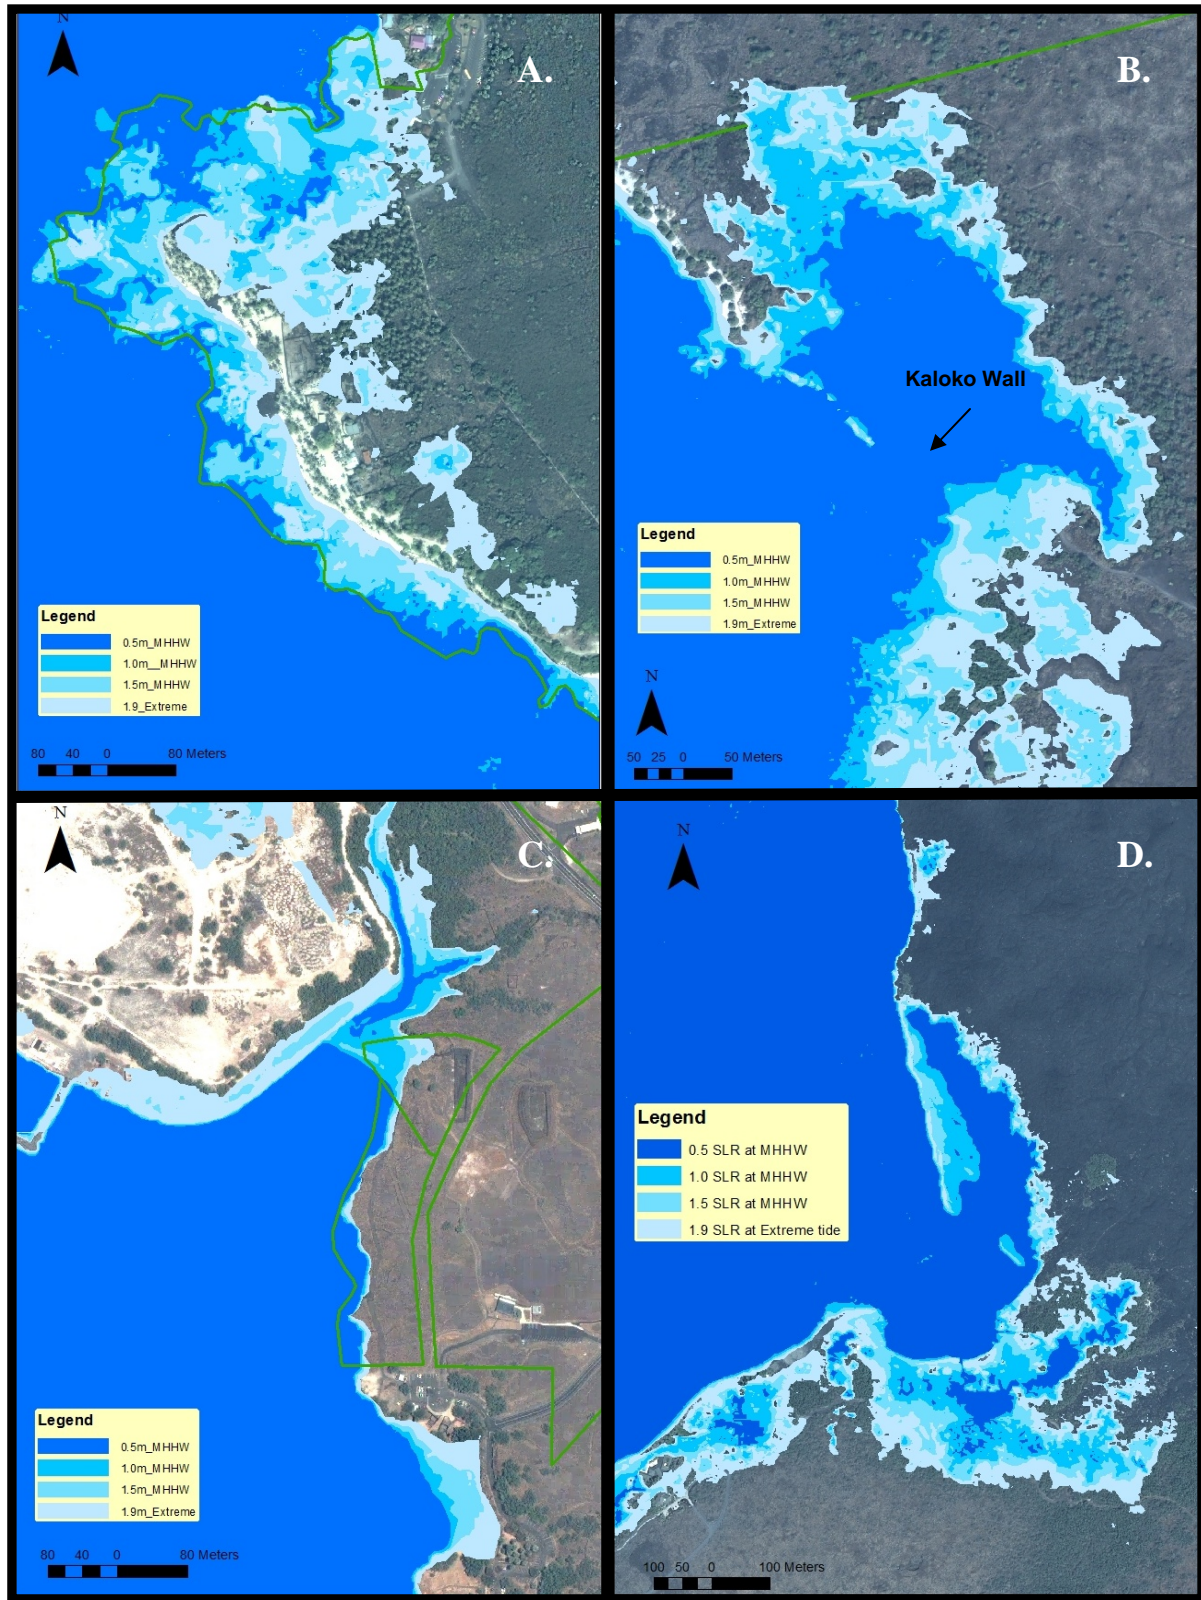 N
A.
Legend
0.5m_MHHW
1.0m__MHHW
1.5m_MHHW
1.9_Extreme
80 40 0 80 Meters
B.
Kaloko Wall
Legend
0.5m_MHHW
1.0m_MHHW
1.5m_MHHW
1.9m_Extreme
N
50 25 0 50 Meters
N
C.
Legend
0.5m_MHHW
1.0m_MHHW
1.5m_MHHW
1.9m_Extreme
80 40 0 80 Meters
N
D.
Legend
0.5 SLR at MHHW
1.0 SLR at MHHW
1.5 SLR at MHHW
1.9 SLR at Extreme tide
100 50 0 100 Meters